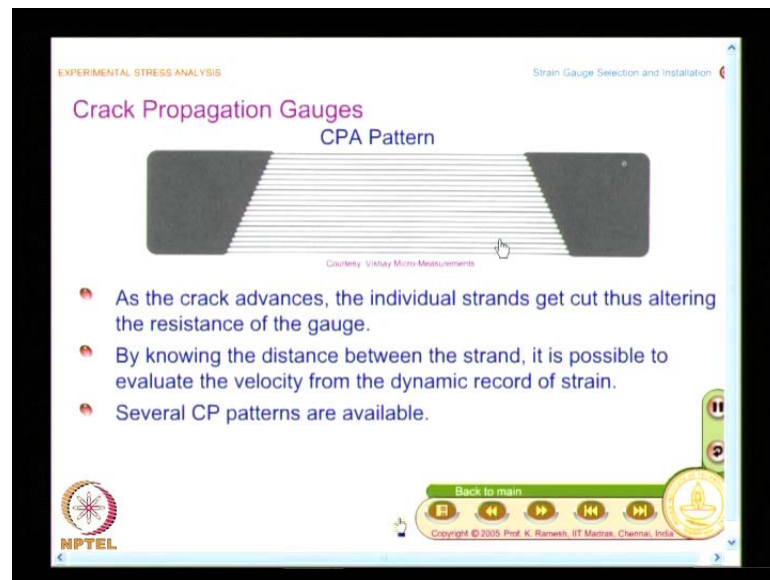 EXPERIMENTAL STRESS ANALYSIS
Strain Gauge Selection and Installation
Crack Propagation Gauges
CPA Pattern
Courtesy: Vishay Micro-Measurements
As the crack advances, the individual strands get cut thus altering
the resistance of the gauge.
By knowing the distance between the strand, it is possible to
evaluate the velocity from the dynamic record of strain.
Several CP patterns are available.
Back to main
NPTEL
Copyright © 2005 Prof. K. Ramesh, IIT Madras, Chennai, India